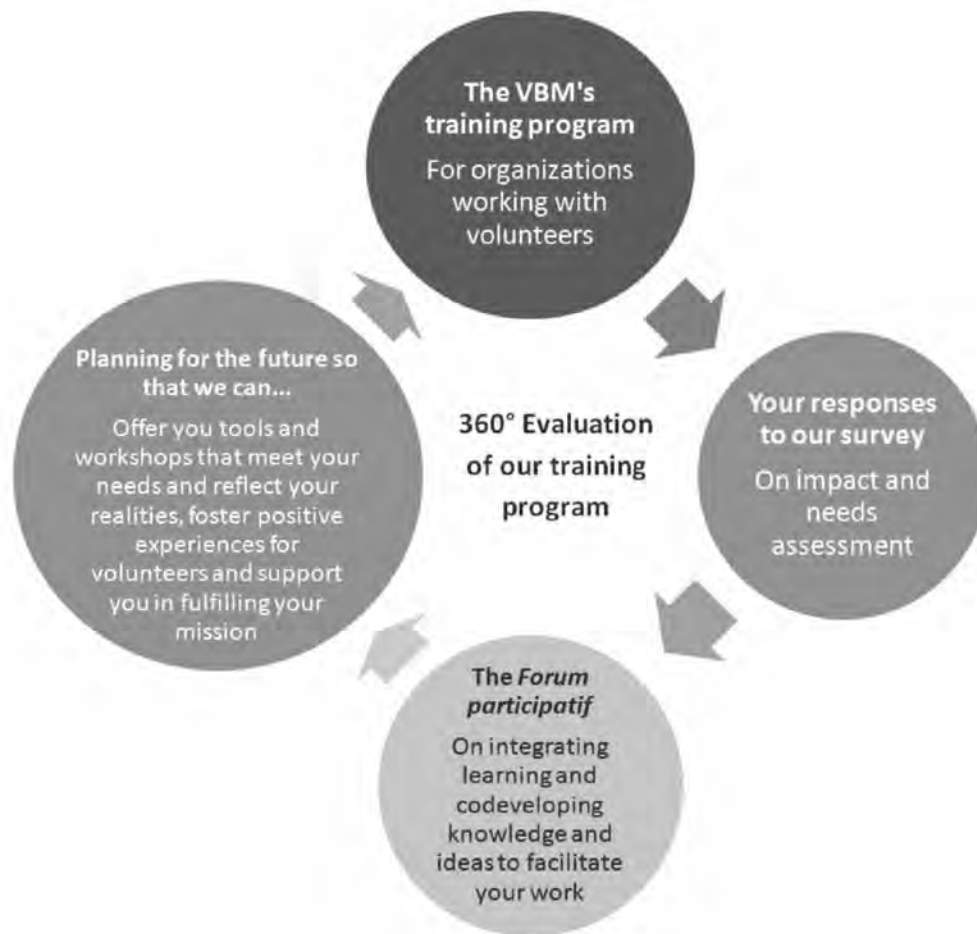 The VBM's
training program
For organizations
working with
volunteers
Your responses
to our survey
On impact and
needs
assessment
The Forum
participatif
On integrating
learning and
codeveloping
knowledge and
ideas to facilitate
your work
Planning for the future so
that we can...
Offer you tools and
workshops that meet your
needs and reflect your
realities, foster positive
experiences for
volunteers and support
you in fulfilling your
mission
360° Evaluation
of our training
program